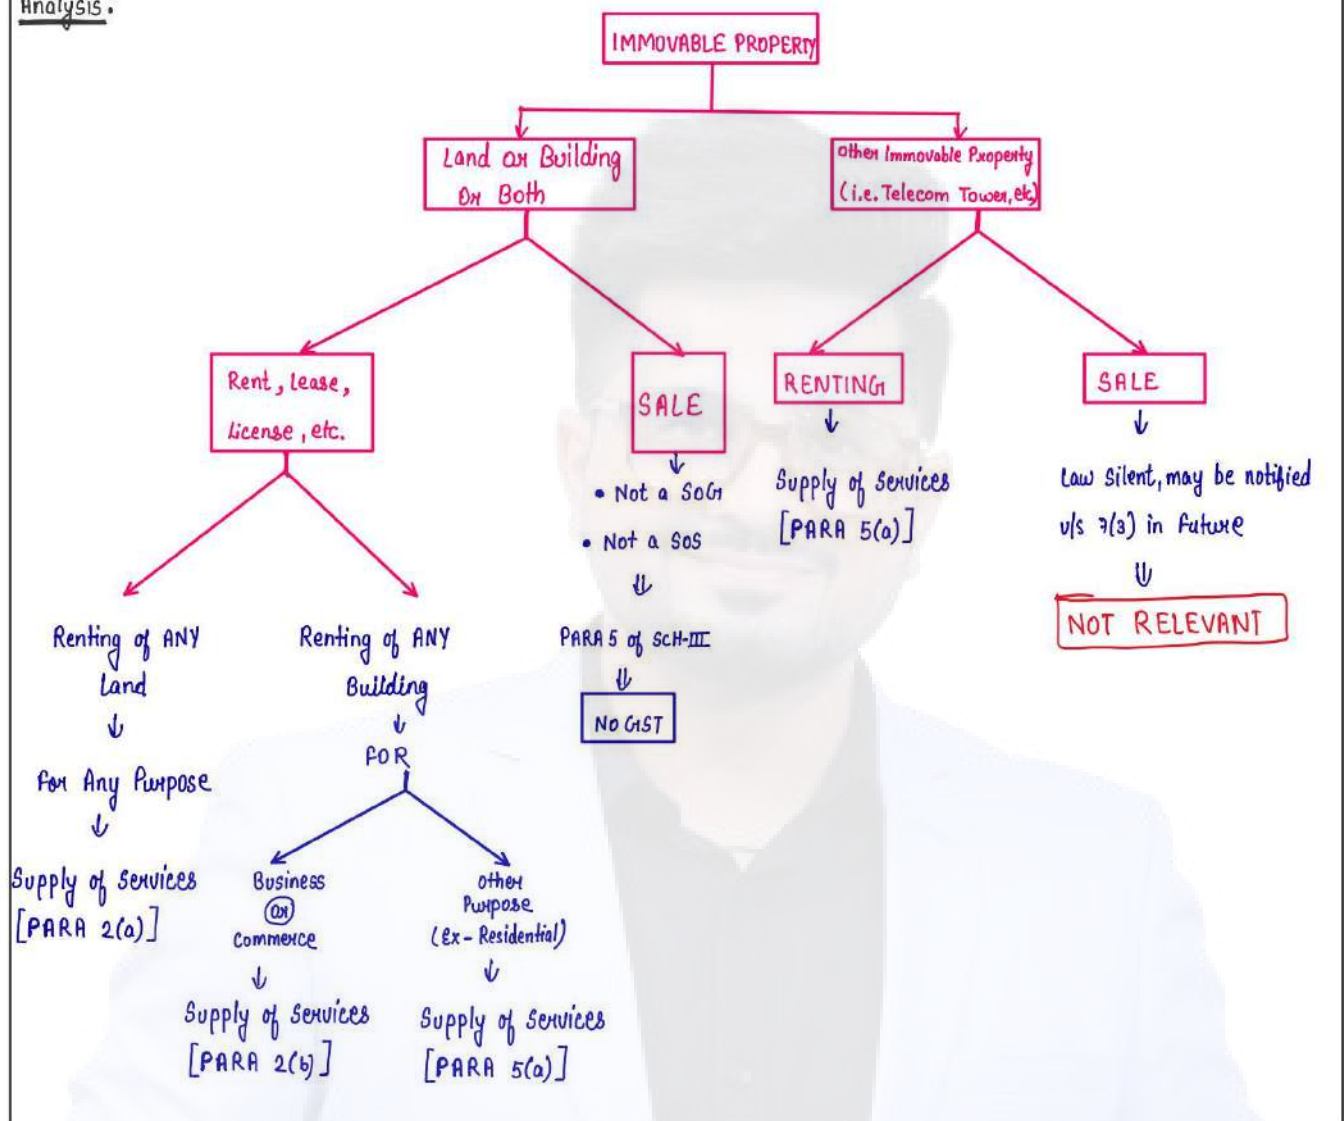 Analysis.
IMMOVABLE PROPERTY
Land or Building
Or Both
Other Immovable Property
(i.e. Telecom Tower, etc)
Rent, Lease,
License, etc.
SALE
RENTING
SALE
• Not a SoG
• Not a SoS
PARA 5 of SCH-III
NO GST
Supply of Services
[PARA 5(a)]
Law Silent, may be notified
u/s 7(3) in future
NOT RELEVANT
Renting of ANY
Land
For Any Purpose
Supply of Services
[PARA 2(a)]
Renting of ANY
Building
FOR
Business
Or
Commerce
Supply of Services
[PARA 2(b)]
Other
Purpose
(Ex- Residential)
Supply of Services
[PARA 5(a)]